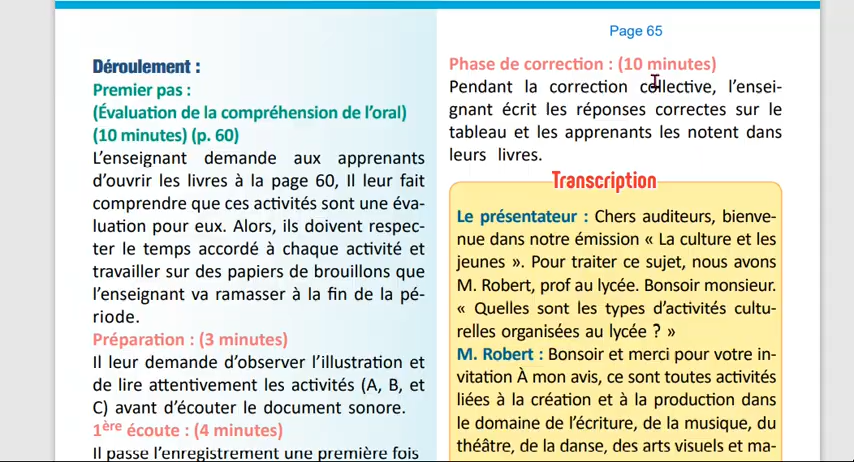 Page 65
Déroulement :
Premier pas :
(Évaluation de la compréhension de l'oral)
(10 minutes) (p. 60)
L'enseignant demande aux apprenants
d'ouvrir les livres à la page 60, Il leur fait
comprendre que ces activités sont une éva-
luation pour eux. Alors, ils doivent respec-
ter le temps accordé à chaque activité et
travailler sur des papiers de brouillons que
l'enseignant va ramasser à la fin de la pé-
riode.
Préparation : (3 minutes)
Il leur demande d'observer l'illustration et
de lire attentivement les activités (A, B, et
C) avant d'écouter le document sonore.
1ère écoute : (4 minutes)
Il passe l'enregistrement une première fois
Phase de correction : (10 minutes)
Pendant la correction collective, l'ensei-
gnant écrit les réponses correctes sur le
tableau et les apprenants les notent dans
leurs livres.
Transcription
Le présentateur : Chers auditeurs, bienve-
nue dans notre émission « La culture et les
jeunes ». Pour traiter ce sujet, nous avons
M. Robert, prof au lycée. Bonsoir monsieur.
« Quelles sont les types d'activités cultu-
relles organisées au lycée ? »
M. Robert : Bonsoir et merci pour votre in-
vitation À mon avis, ce sont toutes activités
liées à la création et à la production dans
le domaine de l'écriture, de la musique, du
théâtre, de la danse, des arts visuels et ma-